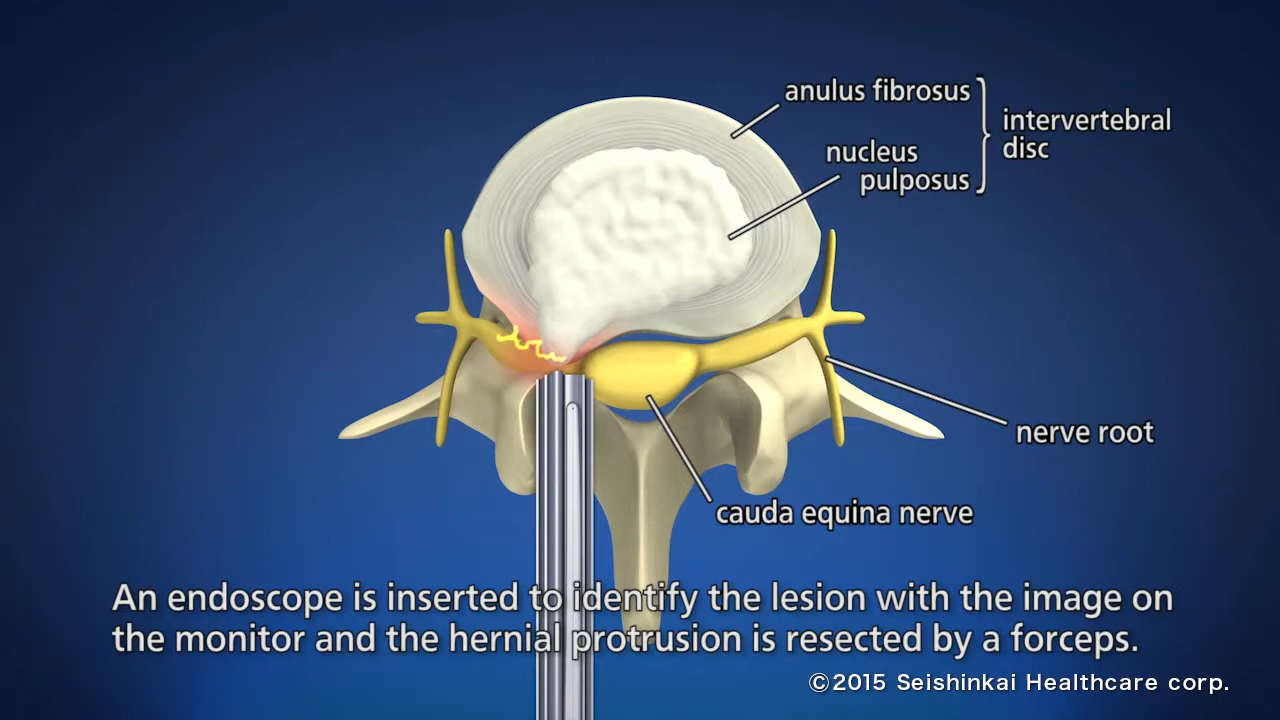 anulus fibrosus
nucleus
pulposus
intervertebral
disc
nerve root
cauda equina nerve
An endoscope is inserted to identify the lesion with the image on
the monitor and the hernial protrusion is resected by a forceps.
©2015 Seishinkai Healthcare corp.